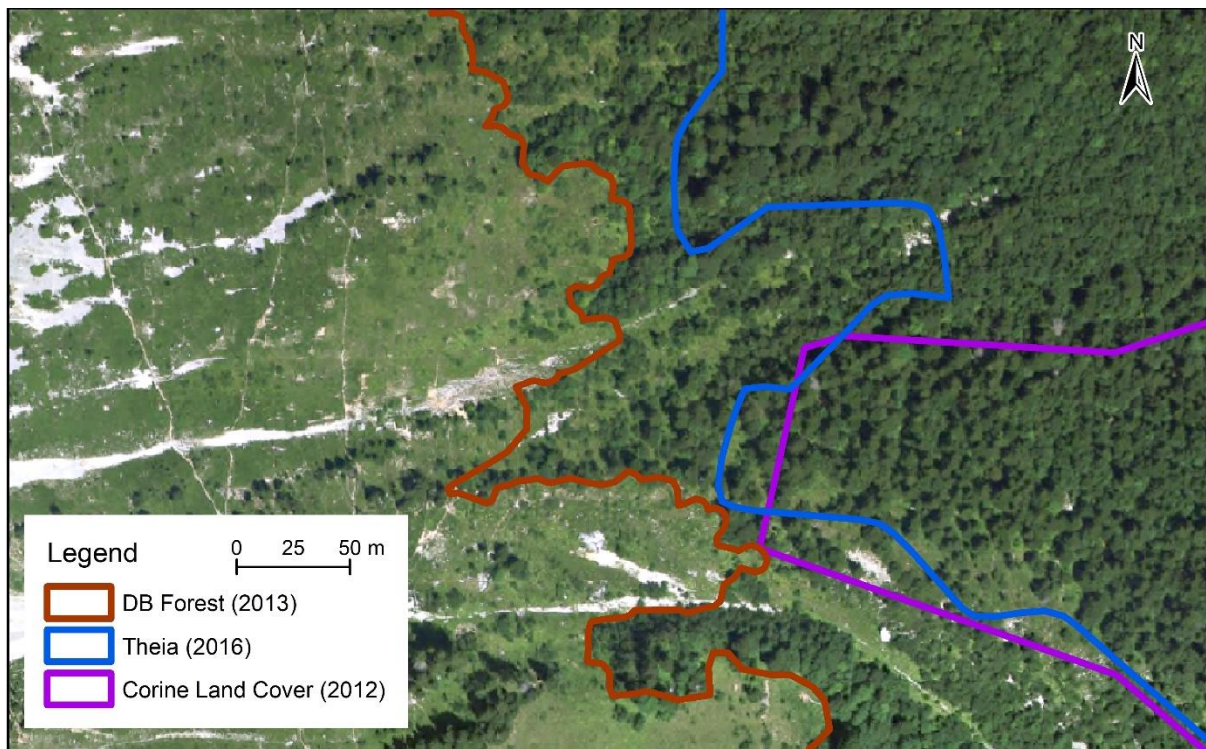 N
Legend
0 25 50 m
DB Forest (2013)
Theia (2016)
Corine Land Cover (2012)